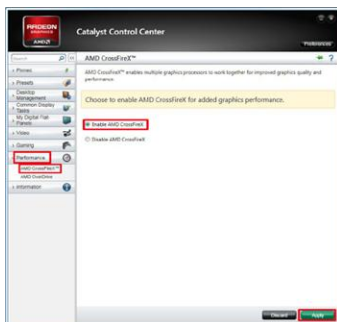 RADEON
GRAPHICS
AMD
Catalyst Control Center
Preferences
Search
AMD CrossFireX™
Pinned
Presets
Desktop
Management
Common Display
Tasks
My Digital Flat-
Panels
Video
Gaming
Performance
AMD CrossFireX™
AMD OverDrive
Information
AMD CrossFireX™ enables multiple graphics processors to work together for improved graphics quality and
performance.
Choose to enable AMD CrossFireX for added graphics performance.
Enable AMD CrossFireX
Disable AMD CrossFireX
Discard
Apply